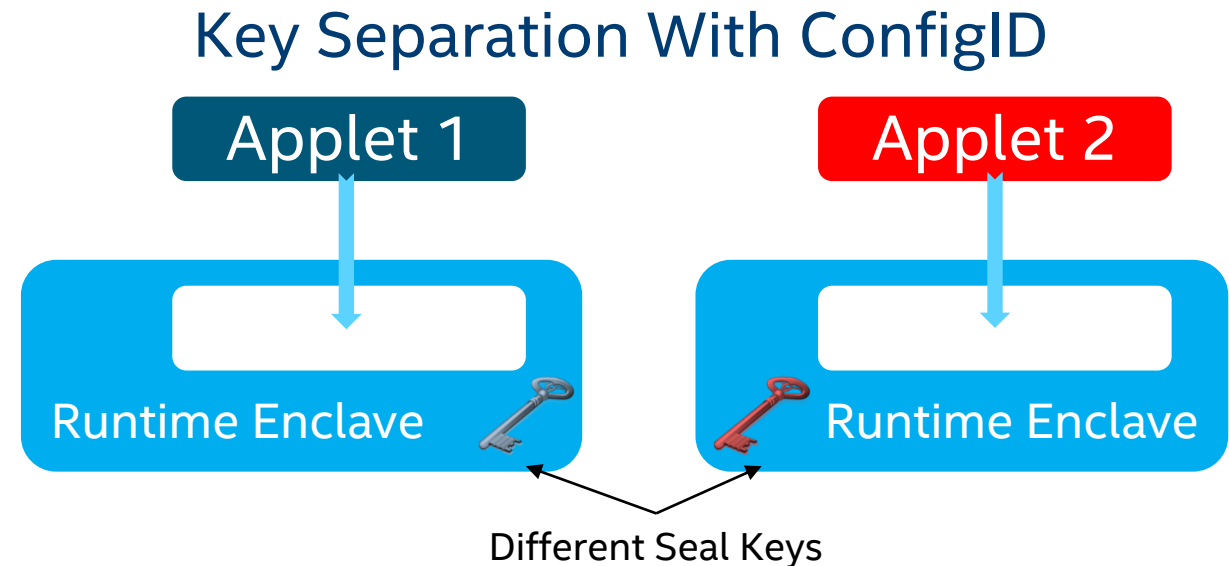 Key Separation With ConfigID
Applet 1
Applet 2
Runtime Enclave
Runtime Enclave
Different Seal Keys